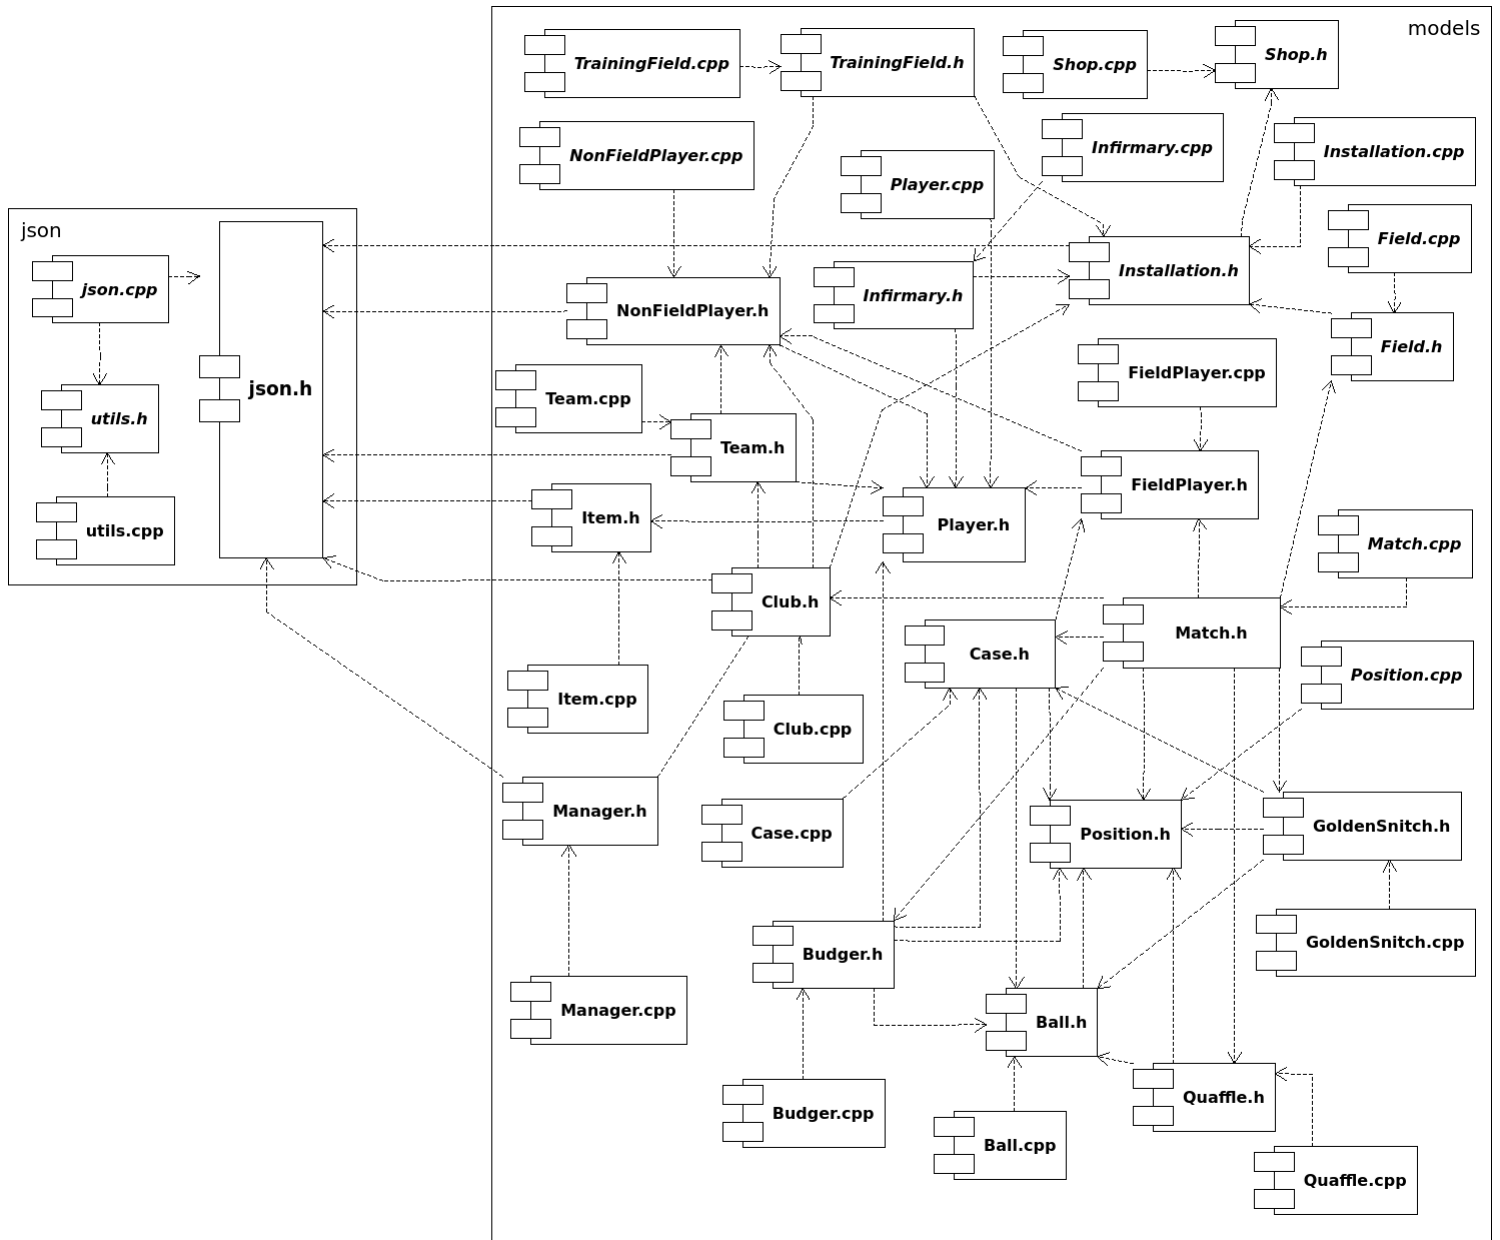 models
TrainingField.cpp
TrainingField.h
Shop.cpp
Shop.h
NonFieldPlayer.cpp
Player.cpp
Infirmary.cpp
Installation.cpp
json
json.cpp
json.h
utils.h
utils.cpp
NonFieldPlayer.h
Infirmary.h
Installation.h
Field.cpp
Field.h
Team.cpp
Team.h
FieldPlayer.cpp
FieldPlayer.h
Item.h
Player.h
Match.cpp
Club.h
Case.h
Match.h
Item.cpp
Club.cpp
Position.cpp
Manager.h
Case.cpp
Position.h
GoldenSnitch.h
Budger.h
GoldenSnitch.cpp
Manager.cpp
Ball.h
Budger.cpp
Ball.cpp
Quaffle.h
Quaffle.cpp